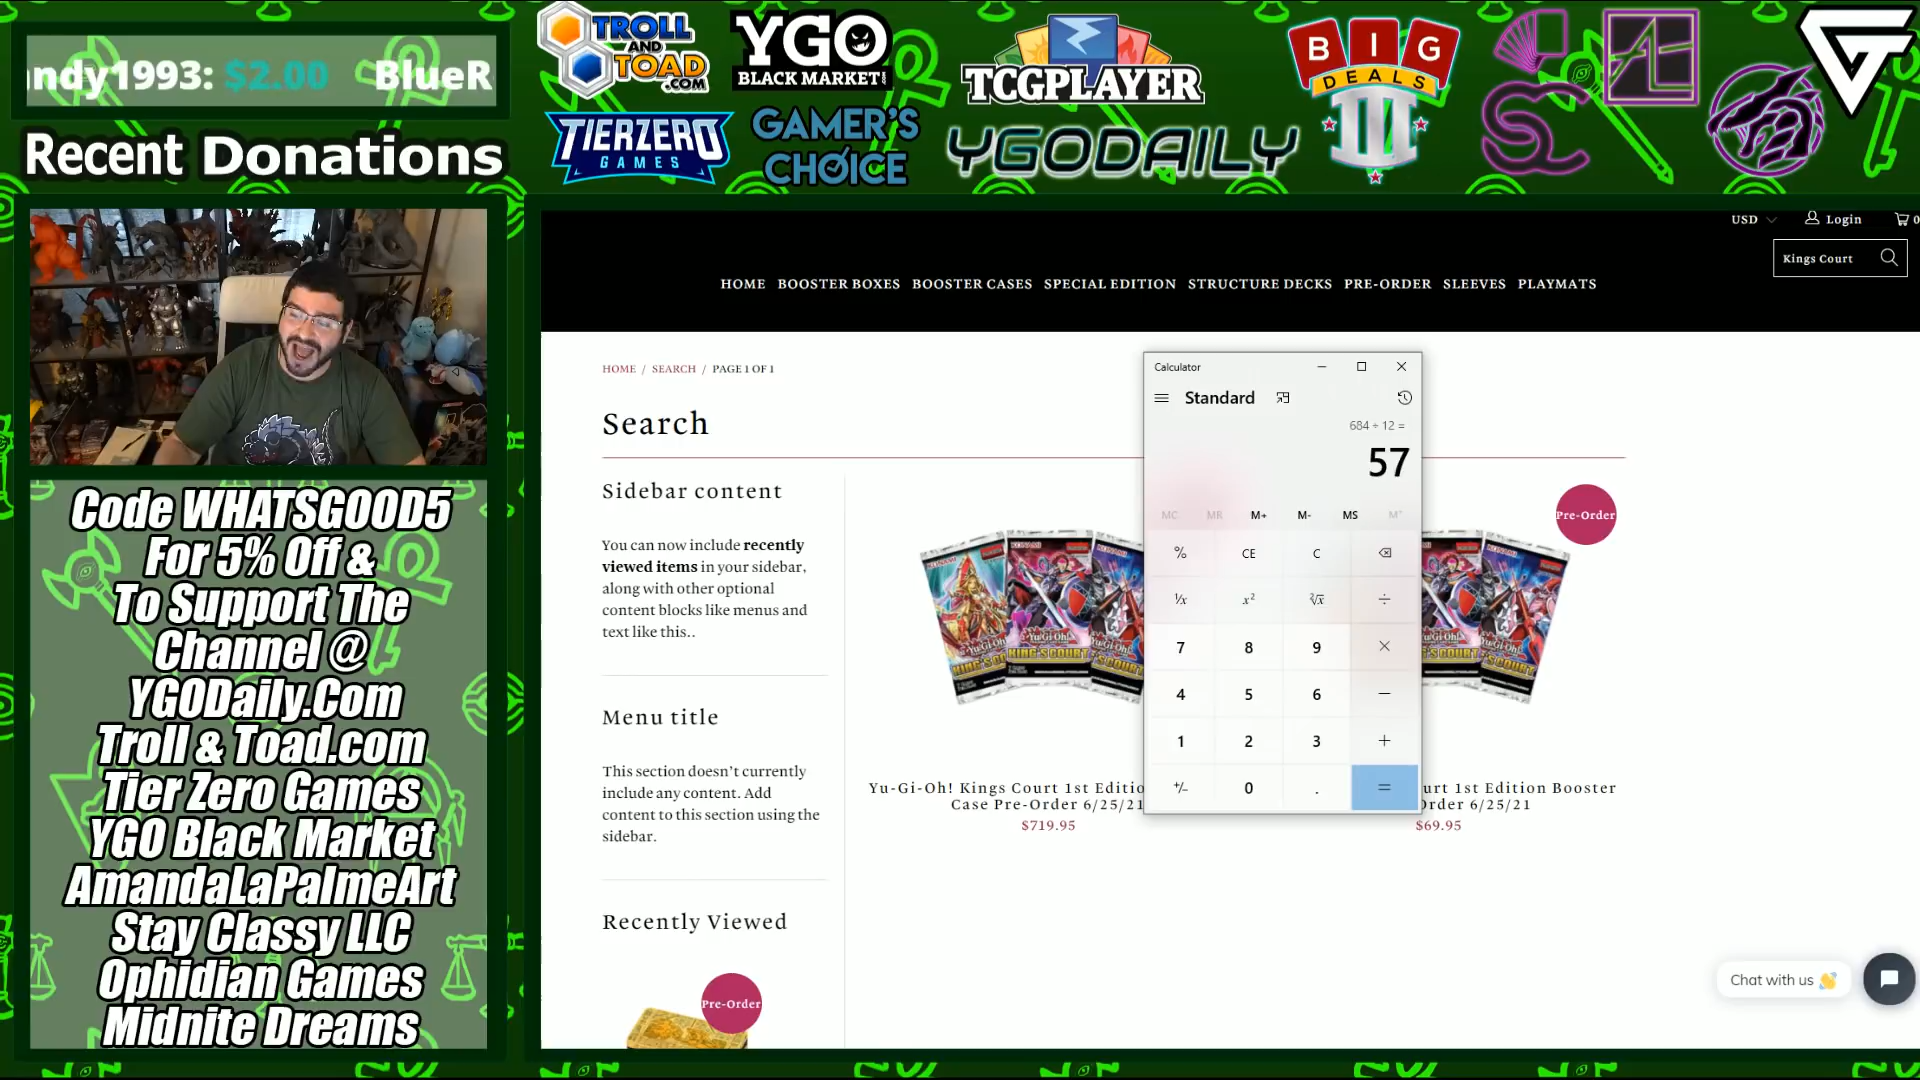 andy1993: $2.00 BlueR
Recent Donations
TROLL AND TOAD.COM
YGO BLACK MARKET!
TCGPLAYER
BIG DEALS III
TIERZERO GAMES
GAMER'S CHOICE
YGODAILY
Code WHATSGOOD5
For 5% Off &
To Support The
Channel @
YGODaily.Com
Troll & Toad.com
Tier Zero Games
YGO Black Market
AmandaLaPalmeArt
Stay Classy LLC
Ophidian Games
Midnite Dreams
USD Login 0
Kings Court
HOME BOOSTER BOXES BOOSTER CASES SPECIAL EDITION STRUCTURE DECKS PRE-ORDER SLEEVES PLAYMATS
HOME / SEARCH / PAGE 1 OF 1
Search
Sidebar content
You can now include recently
viewed items in your sidebar,
along with other optional
content blocks like menus and
text like this..
Menu title
This section doesn't currently
include any content. Add
content to this section using the
sidebar.
Recently Viewed
Pre-Order
Yu-Gi-Oh! Kings Court 1st Editio
Case Pre-Order 6/25/21
$719.95
Calculator
Standard
684 ÷ 12 =
57
MC MR M+ M- MS M˅
% CE C
¹/x x² ²√x ÷
7 8 9 ×
4 5 6 −
1 2 3 +
+/− 0 . =
Pre-Order
urt 1st Edition Booster
Order 6/25/21
$69.95
Chat with us 👋